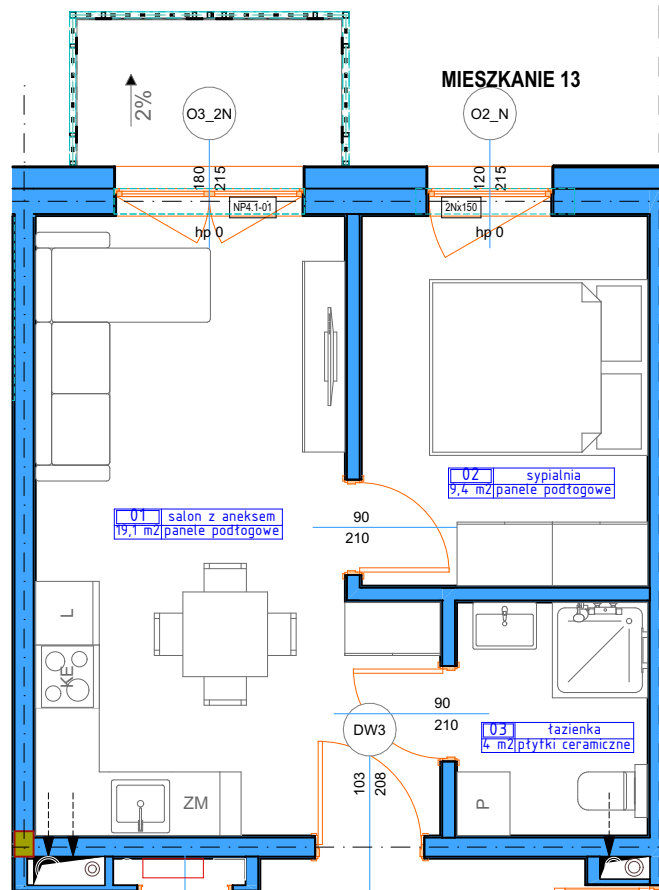 MIESZKANIE 13
2%
O3_2N
O2_N
180
215
120
215
NP4.1-01
2Nx150
hp 0
hp 0
02 sypialnia
9,4 m2 panele podłogowe
01 salon z aneksem
19,1 m2 panele podłogowe
90
210
L
KE
90
210
DW3
03 łazienka
4 m2 płytki ceramiczne
103
208
ZM
P